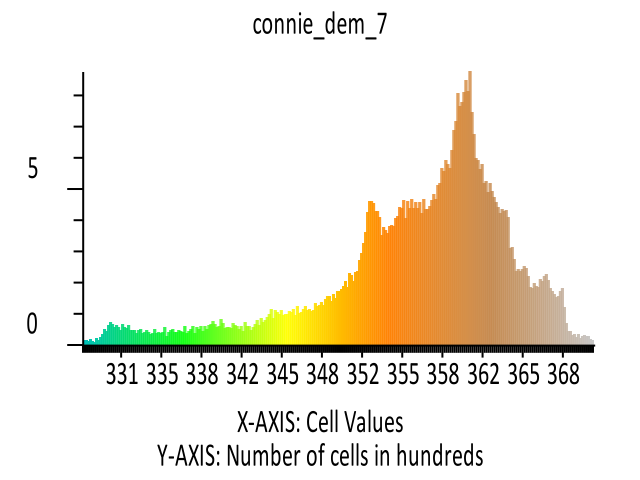 connie_dem_7
5
0
331 335 338 342 345 348 352 355 358 362 365 368
X-AXIS: Cell Values
Y-AXIS: Number of cells in hundreds